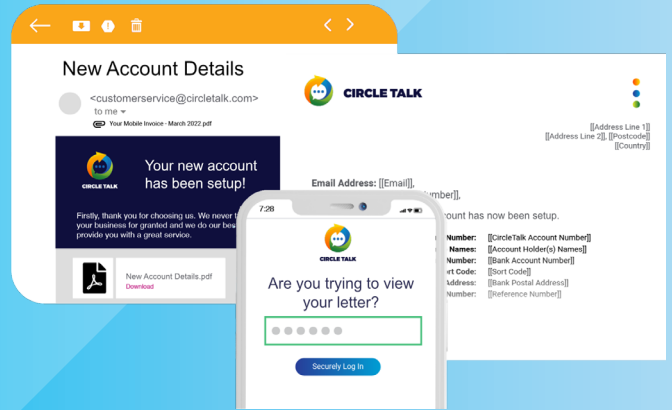 New Account Details
<customerservice@circletalk.com>
to me
Your Mobile Invoice - March 2022.pdf
CIRCLE TALK
Your new account
has been setup!
Firstly, thank you for choosing us. We never
your business for granted and we do our
provide you with a great service.
New Account Details.pdf
Download
CIRCLE TALK
[[Address Line 1]]
[[Address Line 2]], [[Postcode]]
[[Country]]
Email Address: [[Email]],
]],
has now been setup.
Number: [[CircleTalk Account Number]]
Names: [[Account Holder(s) Names]]
Number: [[Bank Account Number]]
Code: [[Sort Code]]
Address: [[Bank Postal Address]]
Number: [[Reference Number]]
7:28
CIRCLE TALK
Are you trying to view
your letter?
Securely Log In